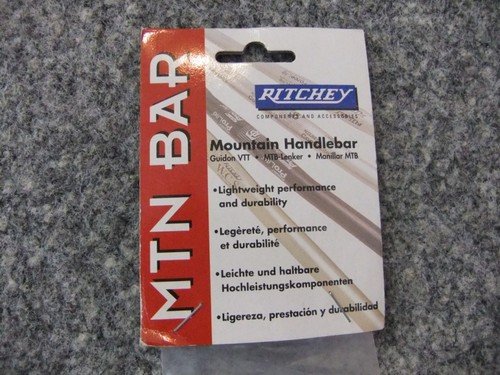 MTN BAR
RITCHEY
COMPONENTS AND ACCESSORIES
Mountain Handlebar
Guidon VTT • MTB-Lenker • Manillar MTB
•Lightweight performance
and durability
•Legèreté, performance
et durabilité
•Leichte und haltbare
Hochleistungskomponenten
•Ligereza, prestación y durabilidad